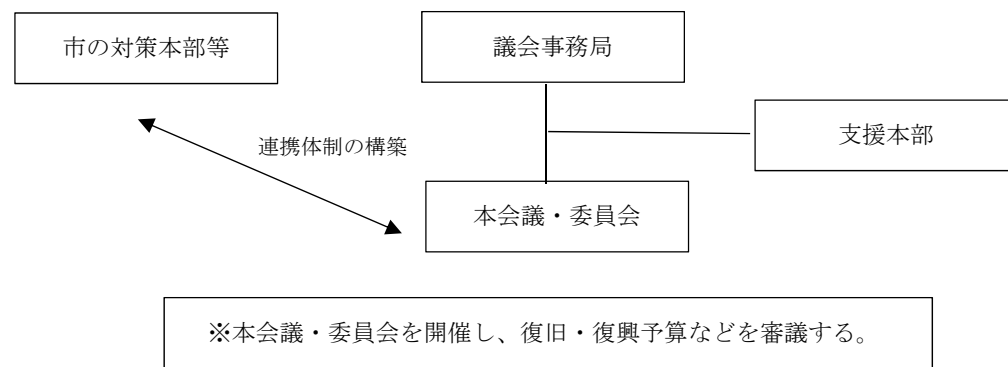 市の対策本部等
議会事務局
支援本部
連携体制の構築
本会議・委員会
※本会議・委員会を開催し、復旧・復興予算などを審議する。